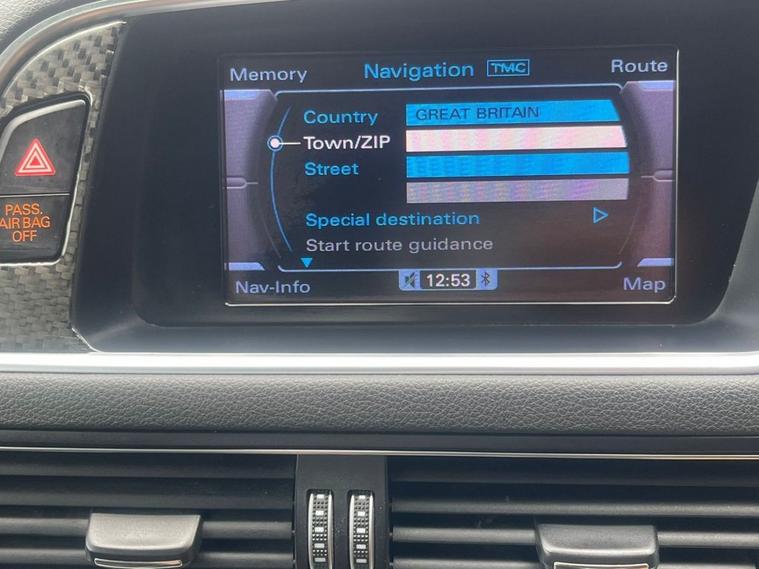 Memory Navigation TMC Route
Country GREAT BRITAIN
Town/ZIP
Street
Special destination
Start route guidance
Nav-Info 12:53 Map
PASS.
AIR BAG
OFF